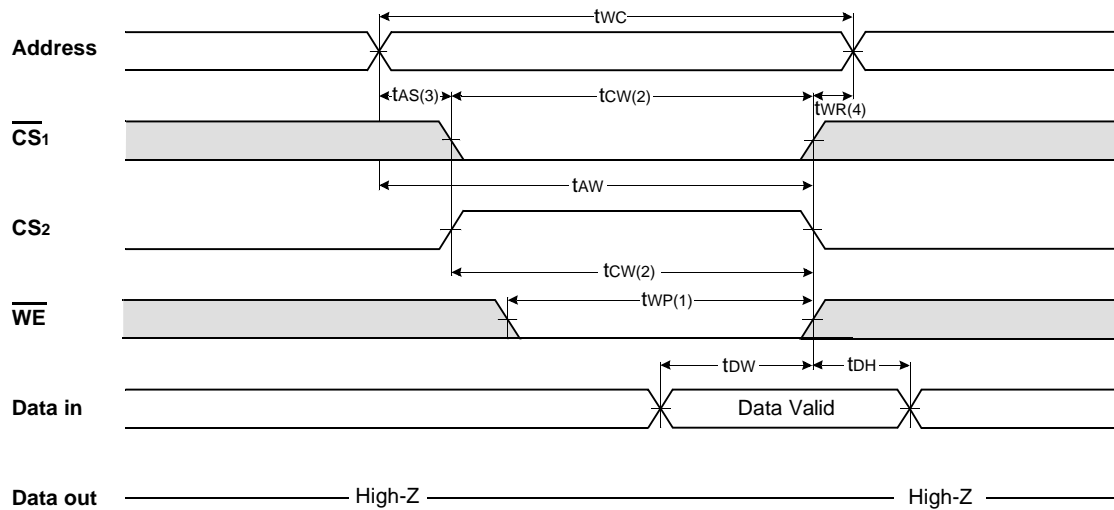 tWC
Address
tAS(3) tCW(2) tWR(4)
CS1
tAW
CS2
tCW(2)
tWP(1)
WE
tDW tDH
Data in Data Valid
Data out High-Z High-Z